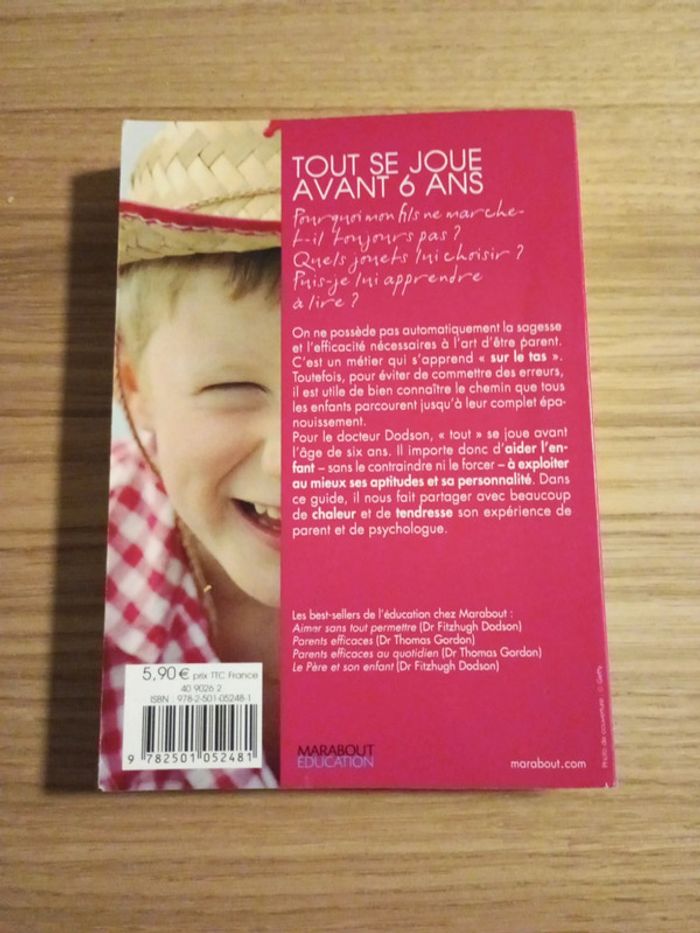 TOUT SE JOUE
AVANT 6 ANS
Pourquoi mon fils ne marche-
t-il toujours pas ?
Quels jouets lui choisir ?
Puis-je lui apprendre
à lire ?
On ne possède pas automatiquement la sagesse
et l'efficacité nécessaires à l'art d'être parent.
C'est un métier qui s'apprend « sur le tas ».
Toutefois, pour éviter de commettre des erreurs,
il est utile de bien connaître le chemin que tous
les enfants parcourent jusqu'à leur complet épa-
nouissement.
Pour le docteur Dodson, « tout » se joue avant
l'âge de six ans. Il importe donc d'aider l'en-
fant – sans le contraindre ni le forcer – à exploiter
au mieux ses aptitudes et sa personnalité. Dans
ce guide, il nous fait partager avec beaucoup
de chaleur et de tendresse son expérience de
parent et de psychologue.
Les best-sellers de l'éducation chez Marabout :
Aimer sans tout permettre (Dr Fitzhugh Dodson)
Parents efficaces (Dr Thomas Gordon)
Parents efficaces au quotidien (Dr Thomas Gordon)
Le Père et son enfant (Dr Fitzhugh Dodson)
5,90 € prix TTC France
40 9026 2
ISBN : 978-2-501-05248-1
9 782501 052481
MARABOUT
EDUCATION
marabout.com
Photo de couverture : © Getty